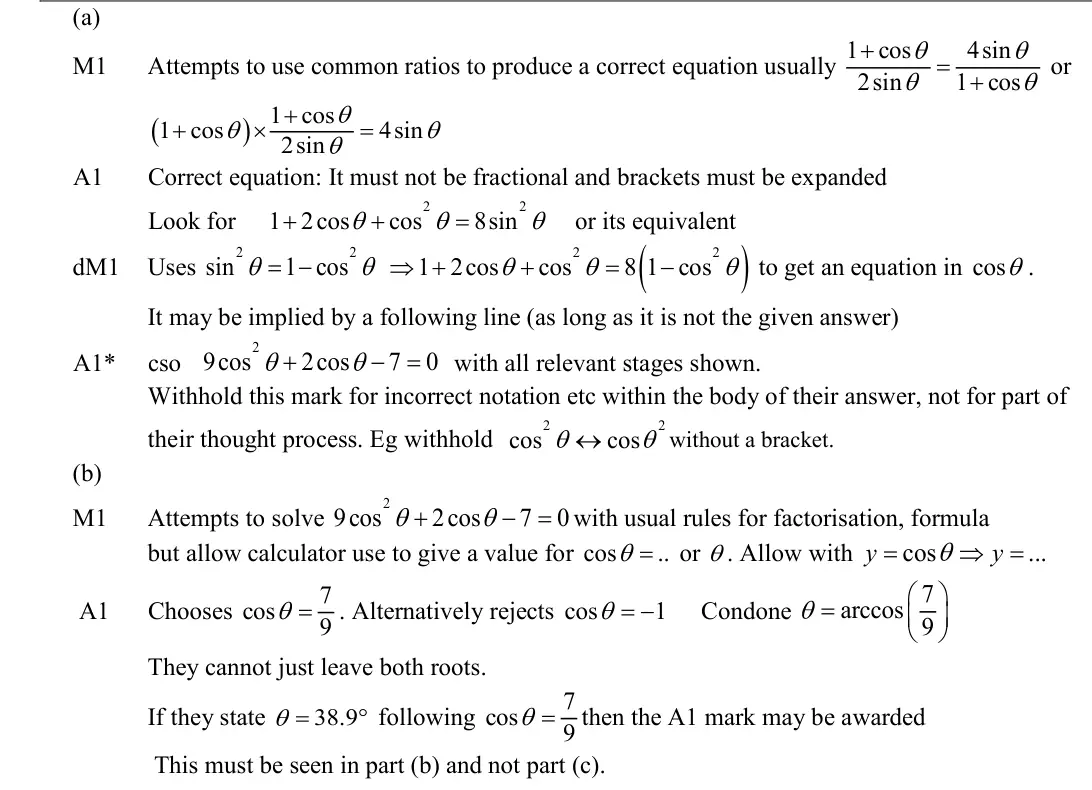 (a)
M1 Attempts to use common ratios to produce a correct equation usually (1+cosθ)/(2sinθ) = (4sinθ)/(1+cosθ) or
(1+cosθ)×(1+cosθ)/(2sinθ) = 4sinθ
A1 Correct equation: It must not be fractional and brackets must be expanded
Look for 1+2cosθ+cos²θ = 8sin²θ or its equivalent
dM1 Uses sin²θ = 1−cos²θ ⇒ 1+2cosθ+cos²θ = 8(1−cos²θ) to get an equation in cosθ.
It may be implied by a following line (as long as it is not the given answer)
A1* cso 9cos²θ+2cosθ−7 = 0 with all relevant stages shown.
Withhold this mark for incorrect notation etc within the body of their answer, not for part of
their thought process. Eg withhold cos²θ ↔ cosθ² without a bracket.
(b)
M1 Attempts to solve 9cos²θ+2cosθ−7 = 0 with usual rules for factorisation, formula
but allow calculator use to give a value for cosθ = .. or θ. Allow with y = cosθ ⇒ y = ...
A1 Chooses cosθ = 7/9. Alternatively rejects cosθ = −1 Condone θ = arccos(7/9)
They cannot just leave both roots.
If they state θ = 38.9° following cosθ = 7/9 then the A1 mark may be awarded
This must be seen in part (b) and not part (c).